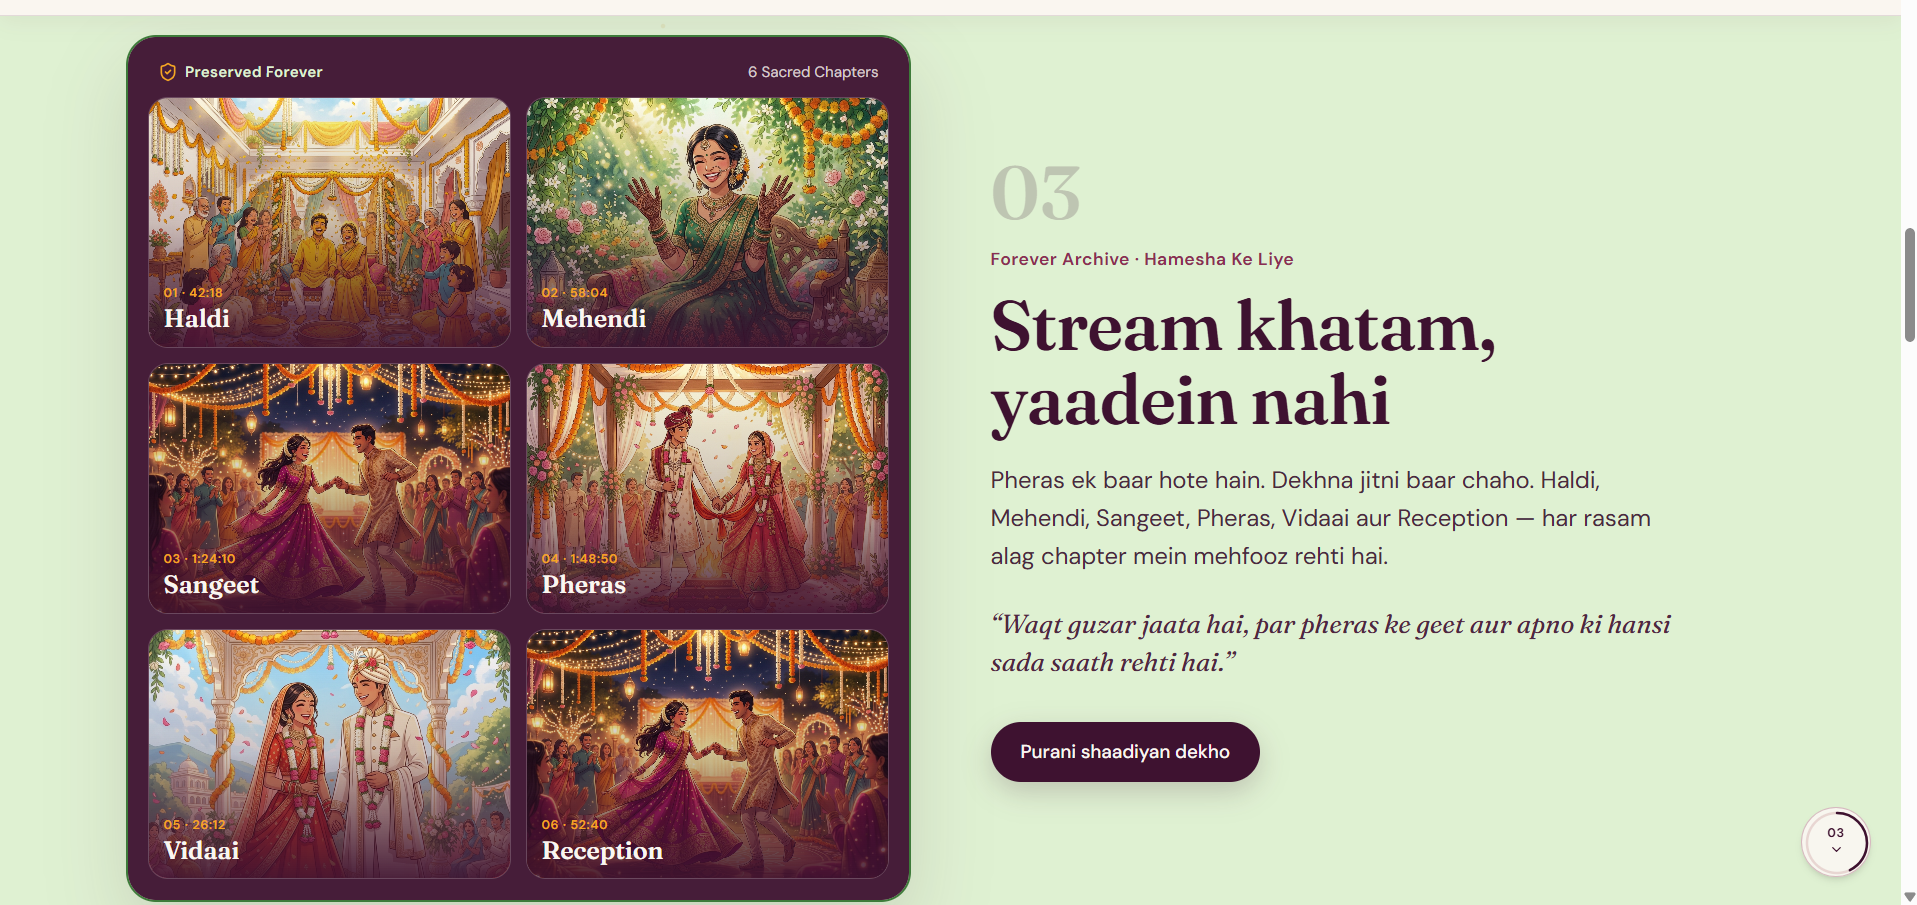 Preserved Forever
6 Sacred Chapters
01 · 42:18
Haldi
02 · 58:04
Mehendi
03 · 1:24:10
Sangeet
04 · 1:48:50
Pheras
05 · 26:12
Vidaai
06 · 52:40
Reception
03
Forever Archive · Hamesha Ke Liye
Stream khatam,
yaadein nahi
Pheras ek baar hote hain. Dekhna jitni baar chaho. Haldi,
Mehendi, Sangeet, Pheras, Vidaai aur Reception — har rasam
alag chapter mein mehfooz rehti hai.
“Waqt guzar jaata hai, par pheras ke geet aur apno ki hansi
sada saath rehti hai.”
Purani shaadiyan dekho
03